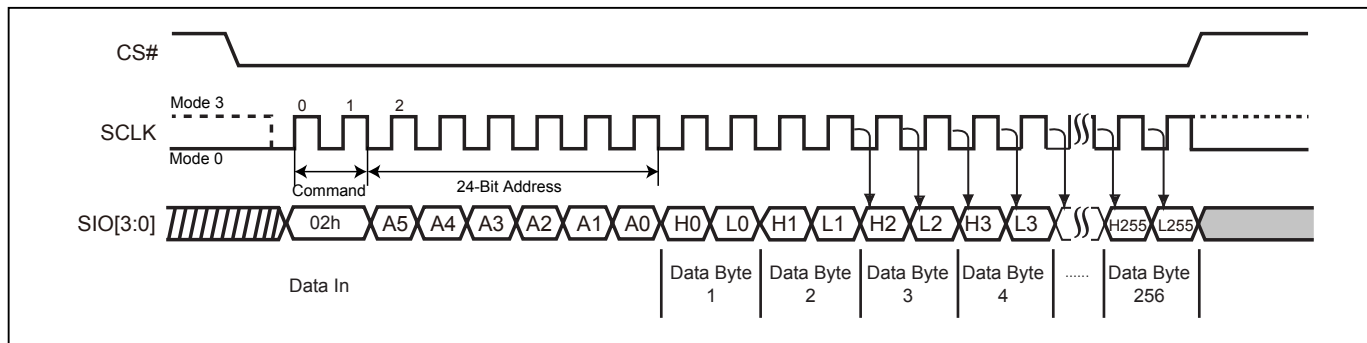 CS#
Mode 3
0 1 2
SCLK
Mode 0
Command
24-Bit Address
SIO[3:0]
02h A5 A4 A3 A2 A1 A0 H0 L0 H1 L1 H2 L2 H3 L3 H255 L255
Data In
Data Byte 1
Data Byte 2
Data Byte 3
Data Byte 4
......
Data Byte 256